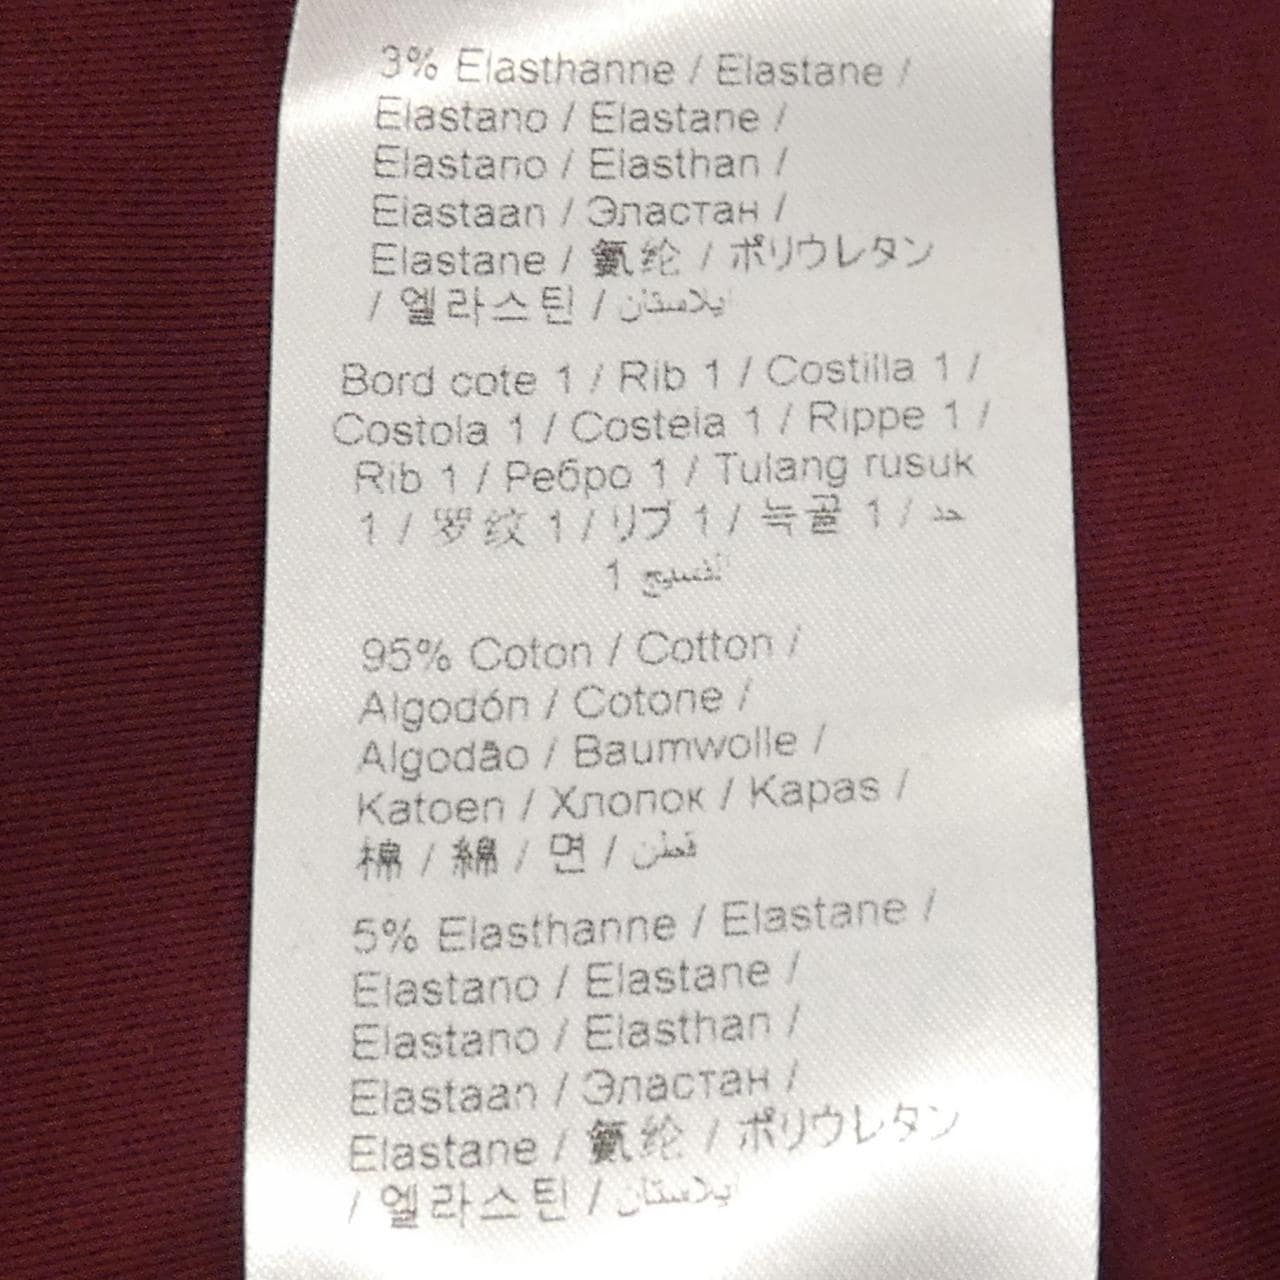 3% Elasthanne / Elastane /
Elastano / Elastane /
Elastano / Elasthan /
Elastaan / Эластан /
Elastane / 氨纶 / ポリウレタン
/ 엘라스틴 / إيلاستان
Bord cote 1 / Rib 1 / Costilla 1 /
Costola 1 / Costela 1 / Rippe 1 /
Rib 1 / Ребро 1 / Tulang rusuk
1 / 罗纹 1 / リブ 1 / 늑골 1 /
1
95% Coton / Cotton /
Algodón / Cotone /
Algodão / Baumwolle /
Katoen / Хлопок / Kapas /
棉 / 綿 / 면 / قطن
5% Elasthanne / Elastane /
Elastano / Elastane /
Elastano / Elasthan /
Elastaan / Эластан /
Elastane / 氨纶 / ポリウレタン
/ 엘라스틴 / إيلاستان